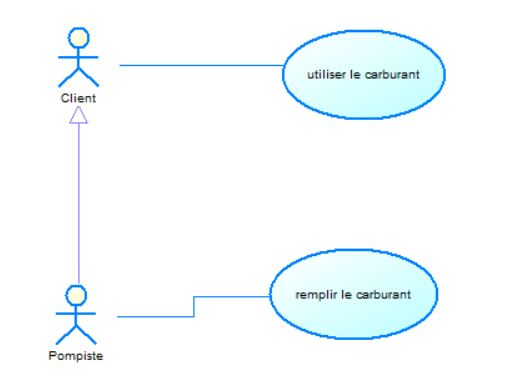 utiliser le carburant
Client
remplir le carburant
Pompiste